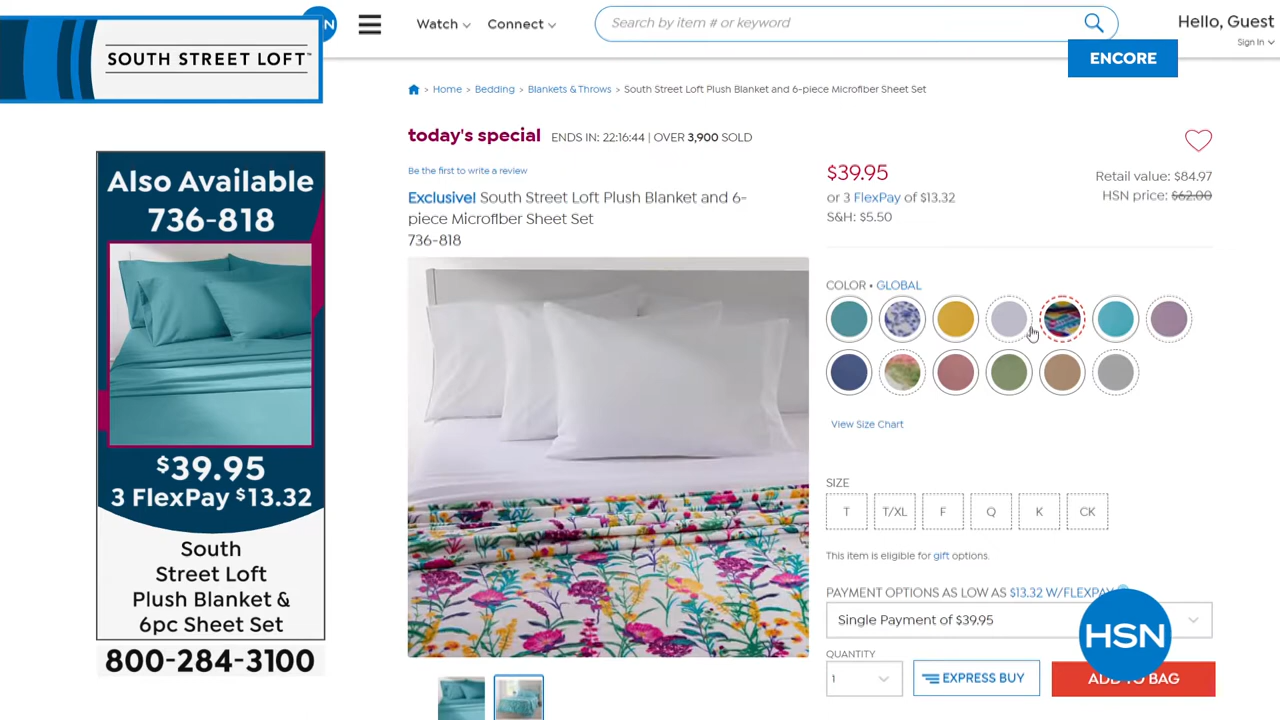 SOUTH STREET LOFT™
Watch
Connect
Search by item # or keyword
Hello, Guest
Sign In
ENCORE
> Home > Bedding > Blankets & Throws > South Street Loft Plush Blanket and 6-piece Microfiber Sheet Set
today's special ENDS IN: 22:16:44 | OVER 3,900 SOLD
Be the first to write a review
Exclusive! South Street Loft Plush Blanket and 6-
piece Microfiber Sheet Set
736-818
$39.95
or 3 FlexPay of $13.32
S&H: $5.50
Retail value: $84.97
HSN price: $62.00
COLOR • GLOBAL
View Size Chart
SIZE
T T/XL F Q K CK
This item is eligible for gift options.
PAYMENT OPTIONS AS LOW AS $13.32 W/FLEXPAY
Single Payment of $39.95
QUANTITY
1
EXPRESS BUY
HSN
Also Available
736-818
$39.95
3 FlexPay $13.32
South
Street Loft
Plush Blanket &
6pc Sheet Set
800-284-3100